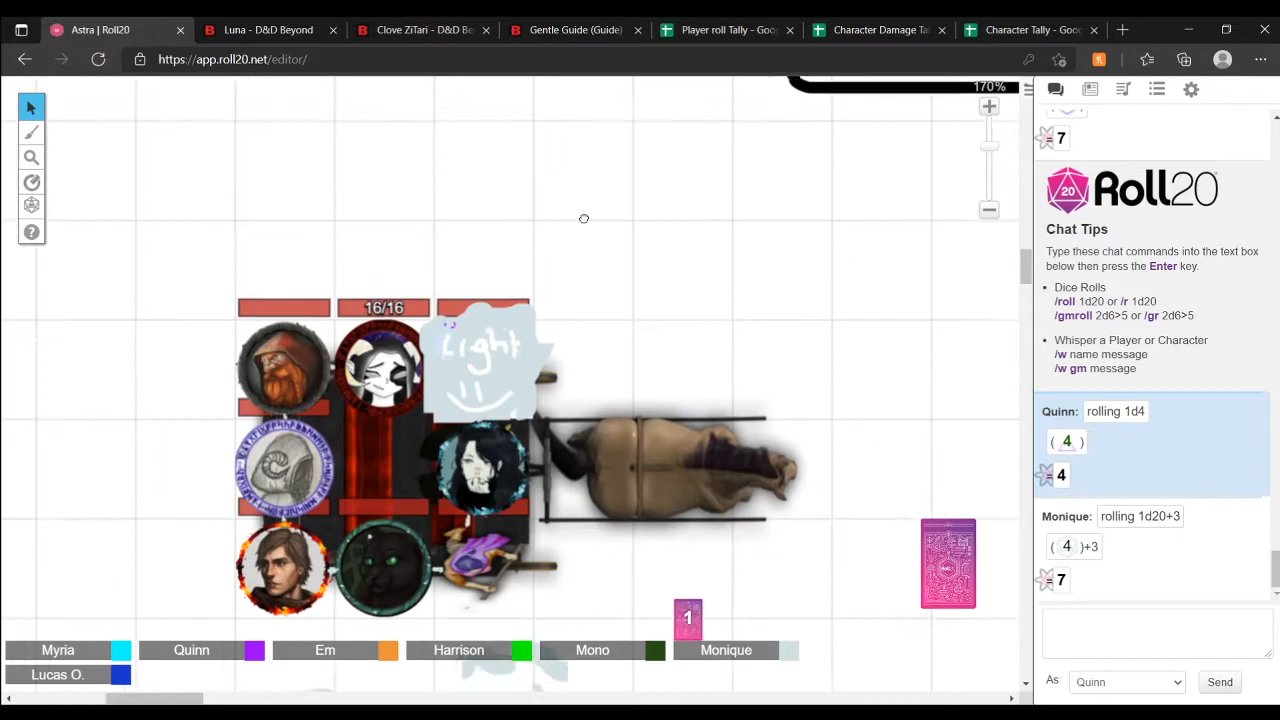 Astra | Roll20
Luna - D&D Beyond
Clove ZiTari - D&D Be
Gentle Guide (Guide)
Player roll Tally - Goog
Character Damage Tal
Character Tally - Goog
https://app.roll20.net/editor/
170%
= 7
20 Roll20
Chat Tips
Type these chat commands into the text box
below then press the Enter key.
Dice Rolls
/roll 1d20 or /r 1d20
/gmroll 2d6>5 or /gr 2d6>5
Whisper a Player or Character
/w name message
/w gm message
Quinn: rolling 1d4
( 4 )
= 4
Monique: rolling 1d20+3
( 4 )+3
= 7
16/16
Light
1
Myria
Quinn
Em
Harrison
Mono
Monique
Lucas O.
As: Quinn Send